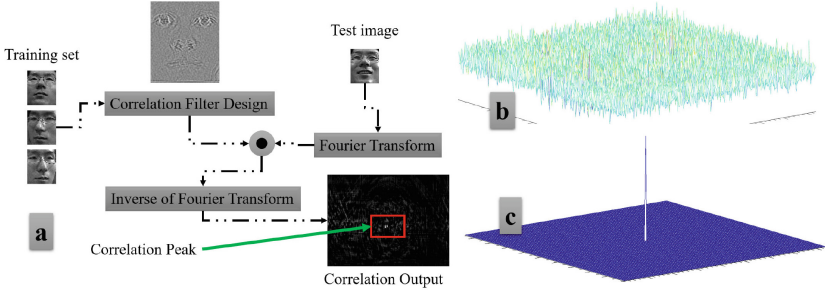 Training set
Test image
Correlation Filter Design
Fourier Transform
Inverse of Fourier Transform
Correlation Peak
Correlation Output
a
b
c